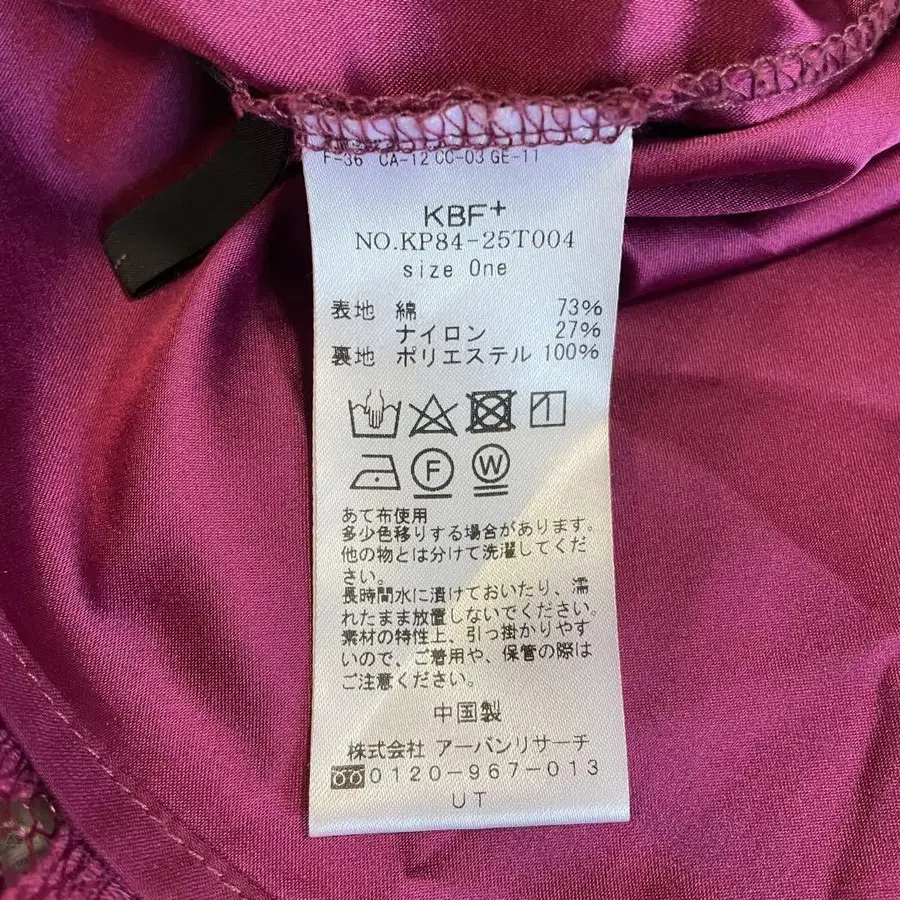 F-36 CA-12 CC-03 GE-11
KBF+
NO.KP84-25T004
size One
表地 綿 73%
ナイロン 27%
裏地 ポリエステル 100%
F W
あて布使用
多少色移りする場合があります。
他の物とは分けて洗濯してくだ
さい。
長時間水に漬けておいたり、濡
れたまま放置しないでください。
素材の特性上、引っ掛かりやす
いので、ご着用や、保管の際は
ご注意ください。
中国製
株式会社 アーバンリサーチ
0120-967-013
UT